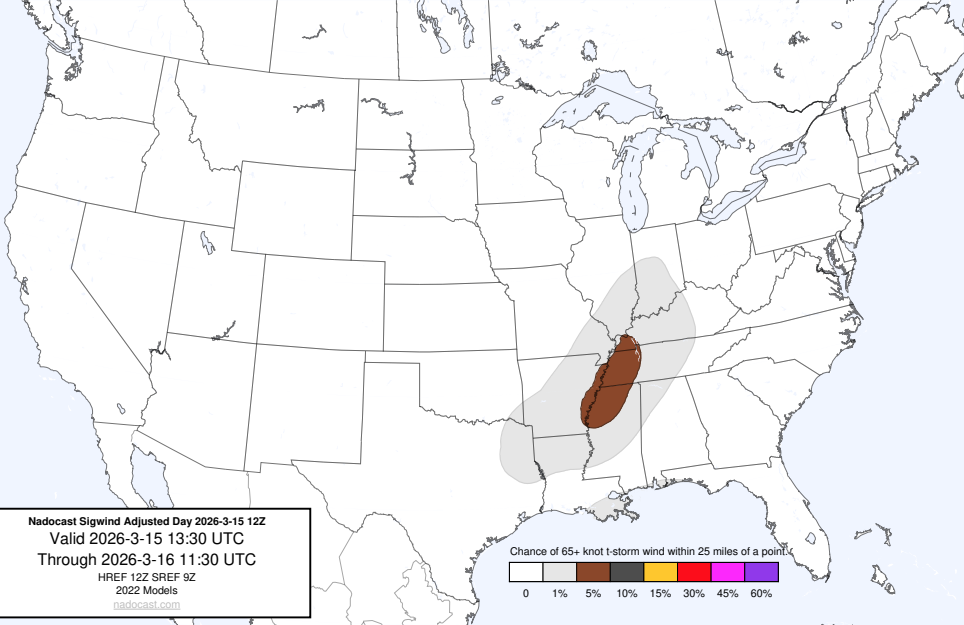 Nadocast Sigwind Adjusted Day 2026-3-15 12Z
Valid 2026-3-15 13:30 UTC
Through 2026-3-16 11:30 UTC
HREF 12Z SREF 9Z
2022 Models
nadocast.com
Chance of 65+ knot t-storm wind within 25 miles of a point.
0 1% 5% 10% 15% 30% 45% 60%